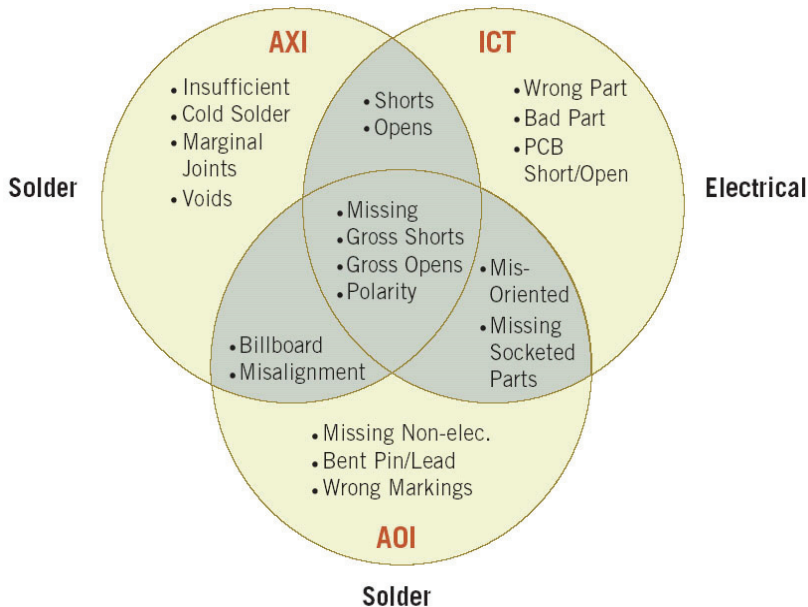 AXI
ICT
• Insufficient
• Cold Solder
• Marginal
Joints
• Voids
• Shorts
• Opens
• Wrong Part
• Bad Part
• PCB
Short/Open
Solder
Electrical
• Missing
• Gross Shorts
• Gross Opens
• Polarity
• Mis-
Oriented
• Missing
Socketed
Parts
• Billboard
• Misalignment
• Missing Non-elec.
• Bent Pin/Lead
• Wrong Markings
AOI
Solder